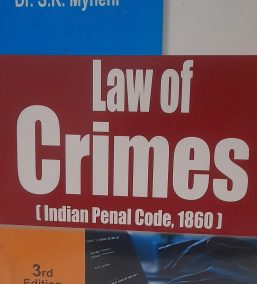 Dr. S.R. Myneni
Law of
Crimes
( Indian Penal Code, 1860 )
3rd
Edition